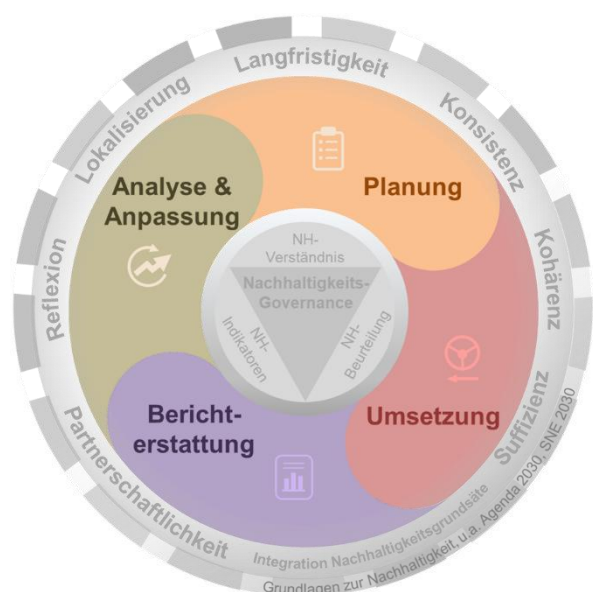 Langfristigkeit
Konsistenz
Kohärenz
Suffizienz
Integration Nachhaltigkeitsgrundsäte
Partnerschaftlichkeit
Reflexion
Lokalisierung
Grundlagen zur Nachhaltigkeit, u.a. Agenda 2030, SNE 2030
Analyse &
Anpassung
Planung
Umsetzung
Bericht-
erstattung
NH-
Verständnis
Nachhaltigkeits-
Governance
NH-
Indikatoren
NH-
Beurteilung